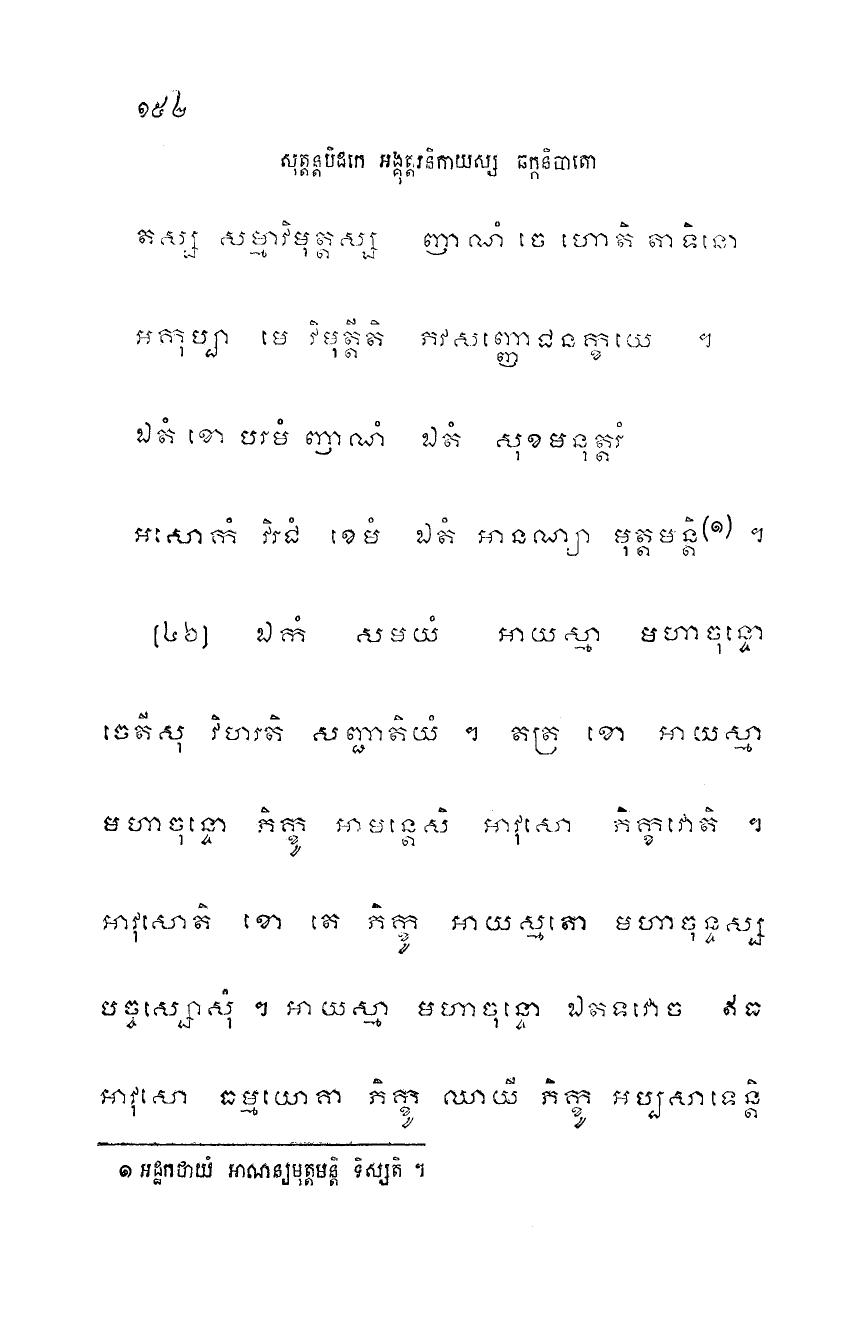 ១៥៤
សុត្តន្តបិដកេ អង្គុត្តរនិកាយស្ស ឆក្កនិបាតោ
តស្ស សម្មាវិមុត្តស្ស ញាណំ ចេ ហោតិ តាទិនោ
អកុប្បា មេ វិមុត្តីតិ ភវសញ្ញោជនក្ខយេ ។
ឯតំ ខោ បរមំ ញាណំ ឯតំ សុខមនុត្តរំ
អសោកំ វិរជំ ខេមំ ឯតំ អានណ្យា មុត្តមន្តិ(១) ។
(៤៦) ឯកំ សមយំ អាយស្មា មហាចុន្ទោ
ចេតីសុ វិហរតិ សញ្ជាតិយំ ។ តត្រ ខោ អាយស្មា
មហាចុន្ទោ ភិក្ខូ អាមន្តេសិ អាវុសោ ភិក្ខវោតិ ។
អាវុសោតិ ខោ តេ ភិក្ខូ អាយស្មតោ មហាចុន្ទស្ស
បច្ចស្សោសុំ ។ អាយស្មា មហាចុន្ទោ ឯតទវោច ឥធ
អាវុសោ ធម្មយោគា ភិក្ខូ ឈាយី ភិក្ខូ អប្បសាទេន្តិ
១ អដ្ឋកថាយំ អាណន្យមុត្តមន្តិ ទិស្សតិ ។